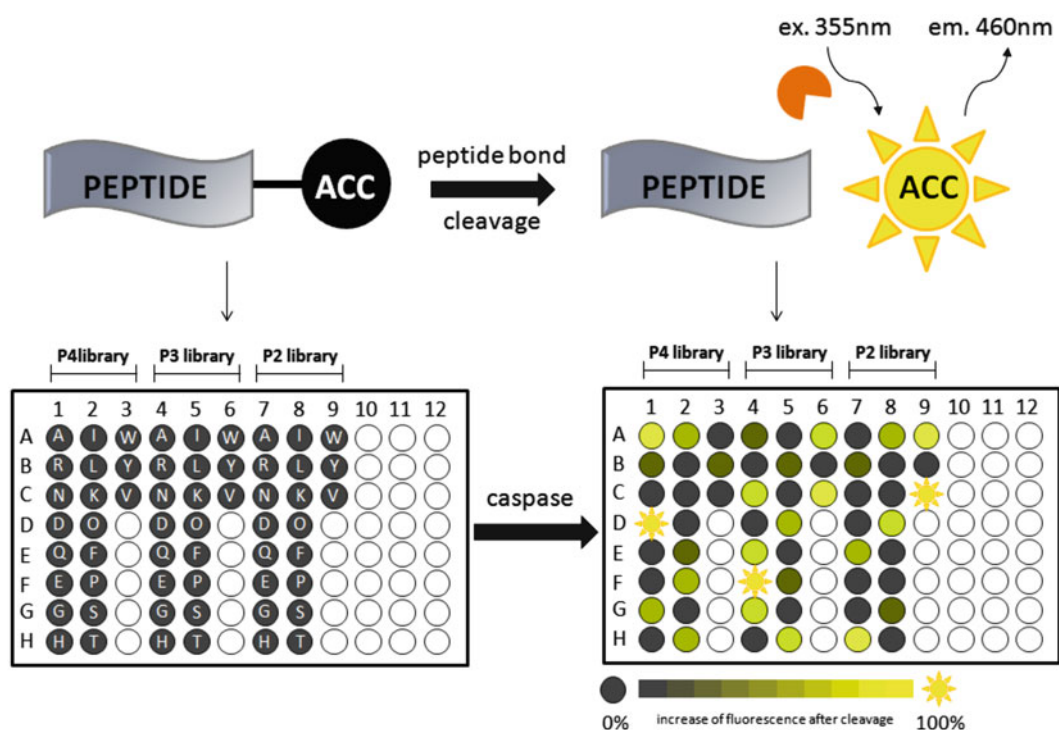 ex. 355nm em. 460nm
PEPTIDE ACC peptide bond cleavage PEPTIDE ACC
P4library P3 library P2 library
1 2 3 4 5 6 7 8 9 10 11 12
A A I W A I W A I W
B R L Y R L Y R L Y
C N K V N K V N K V
D D O D O D O
E Q F Q F Q F
F E P E P E P
G G S G S G S
H H T H T H T
caspase
P4 library P3 library P2 library
1 2 3 4 5 6 7 8 9 10 11 12
A
B
C
D
E
F
G
H
0% increase of fluorescence after cleavage 100%